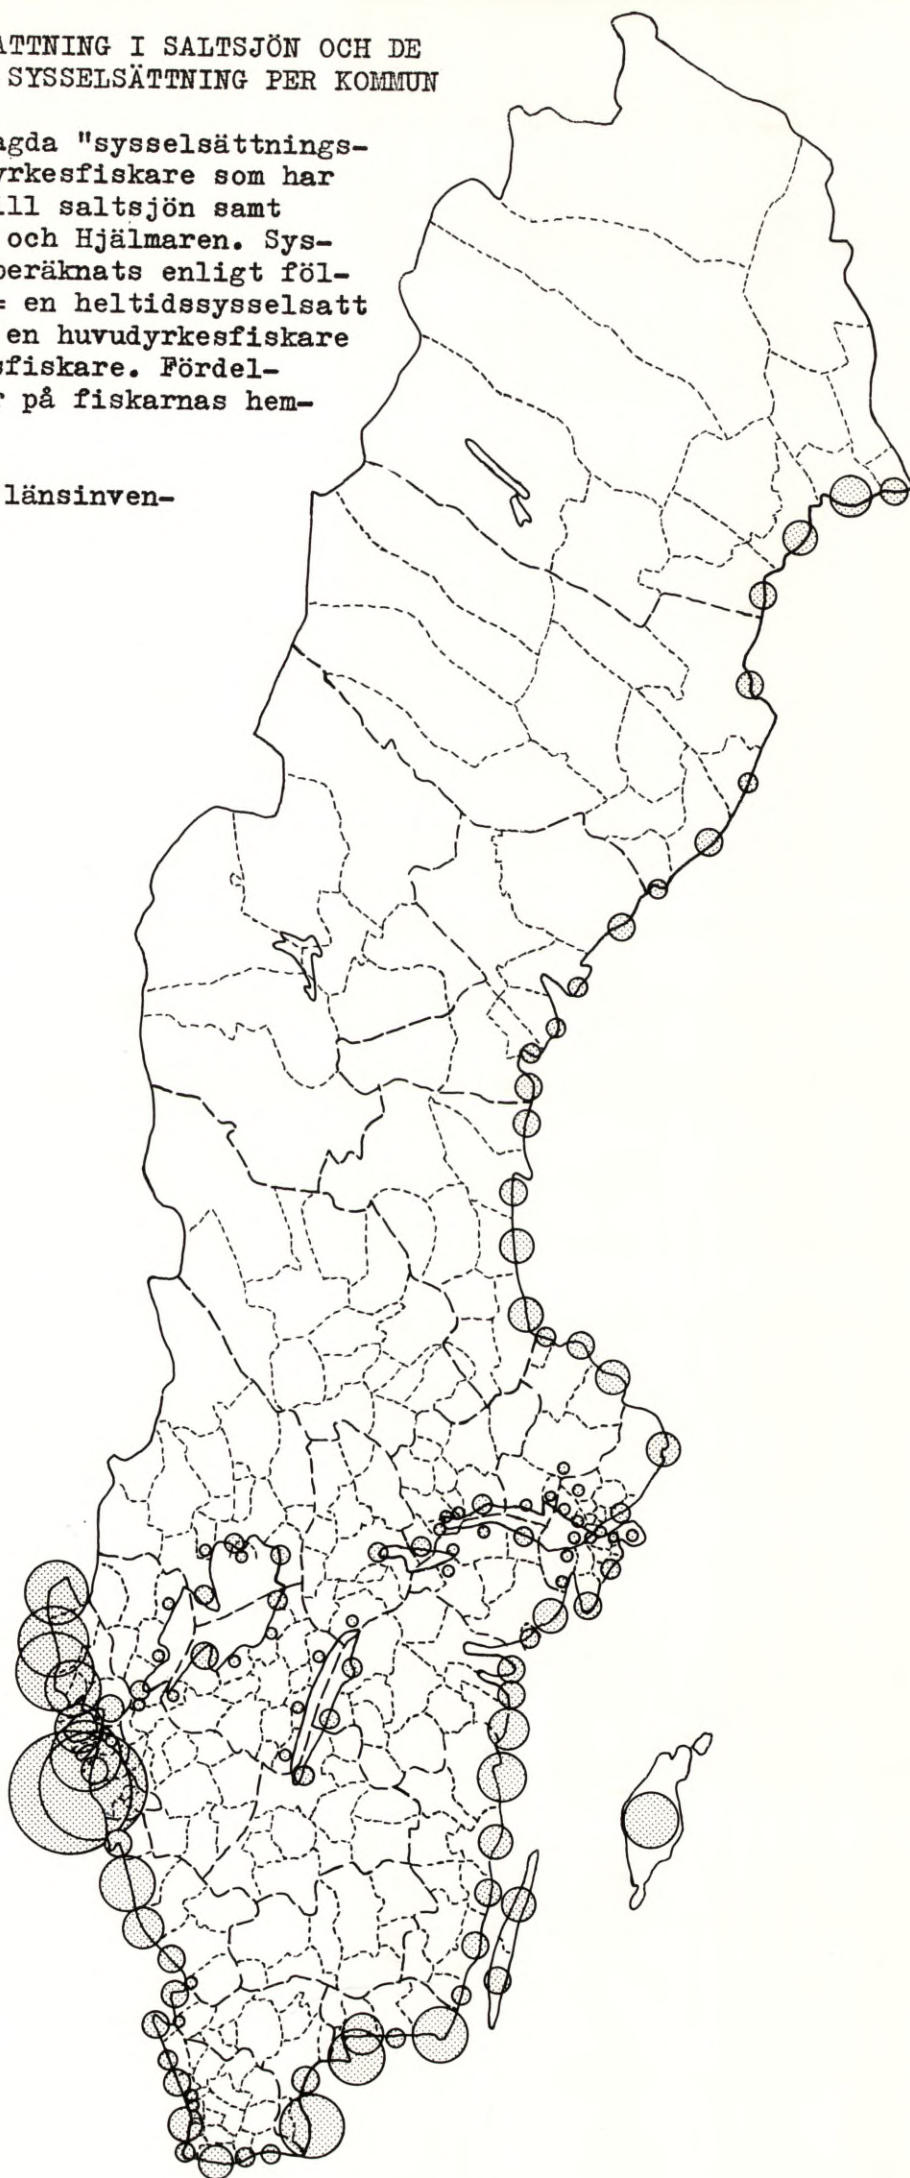 ATTNING I SALTSJÖN OCH DE
SYSSELSÄTTNING PER KOMMUN
agda "sysselsättnings-
yrkesfiskare som har
ill saltsjön samt
och Hjälmaren. Sys-
beräknats enligt föl-
= en heltidssysselsatt
en huvudyrkesfiskare
sfiskare. Fördel-
r på fiskarnas hem-
länsinven-